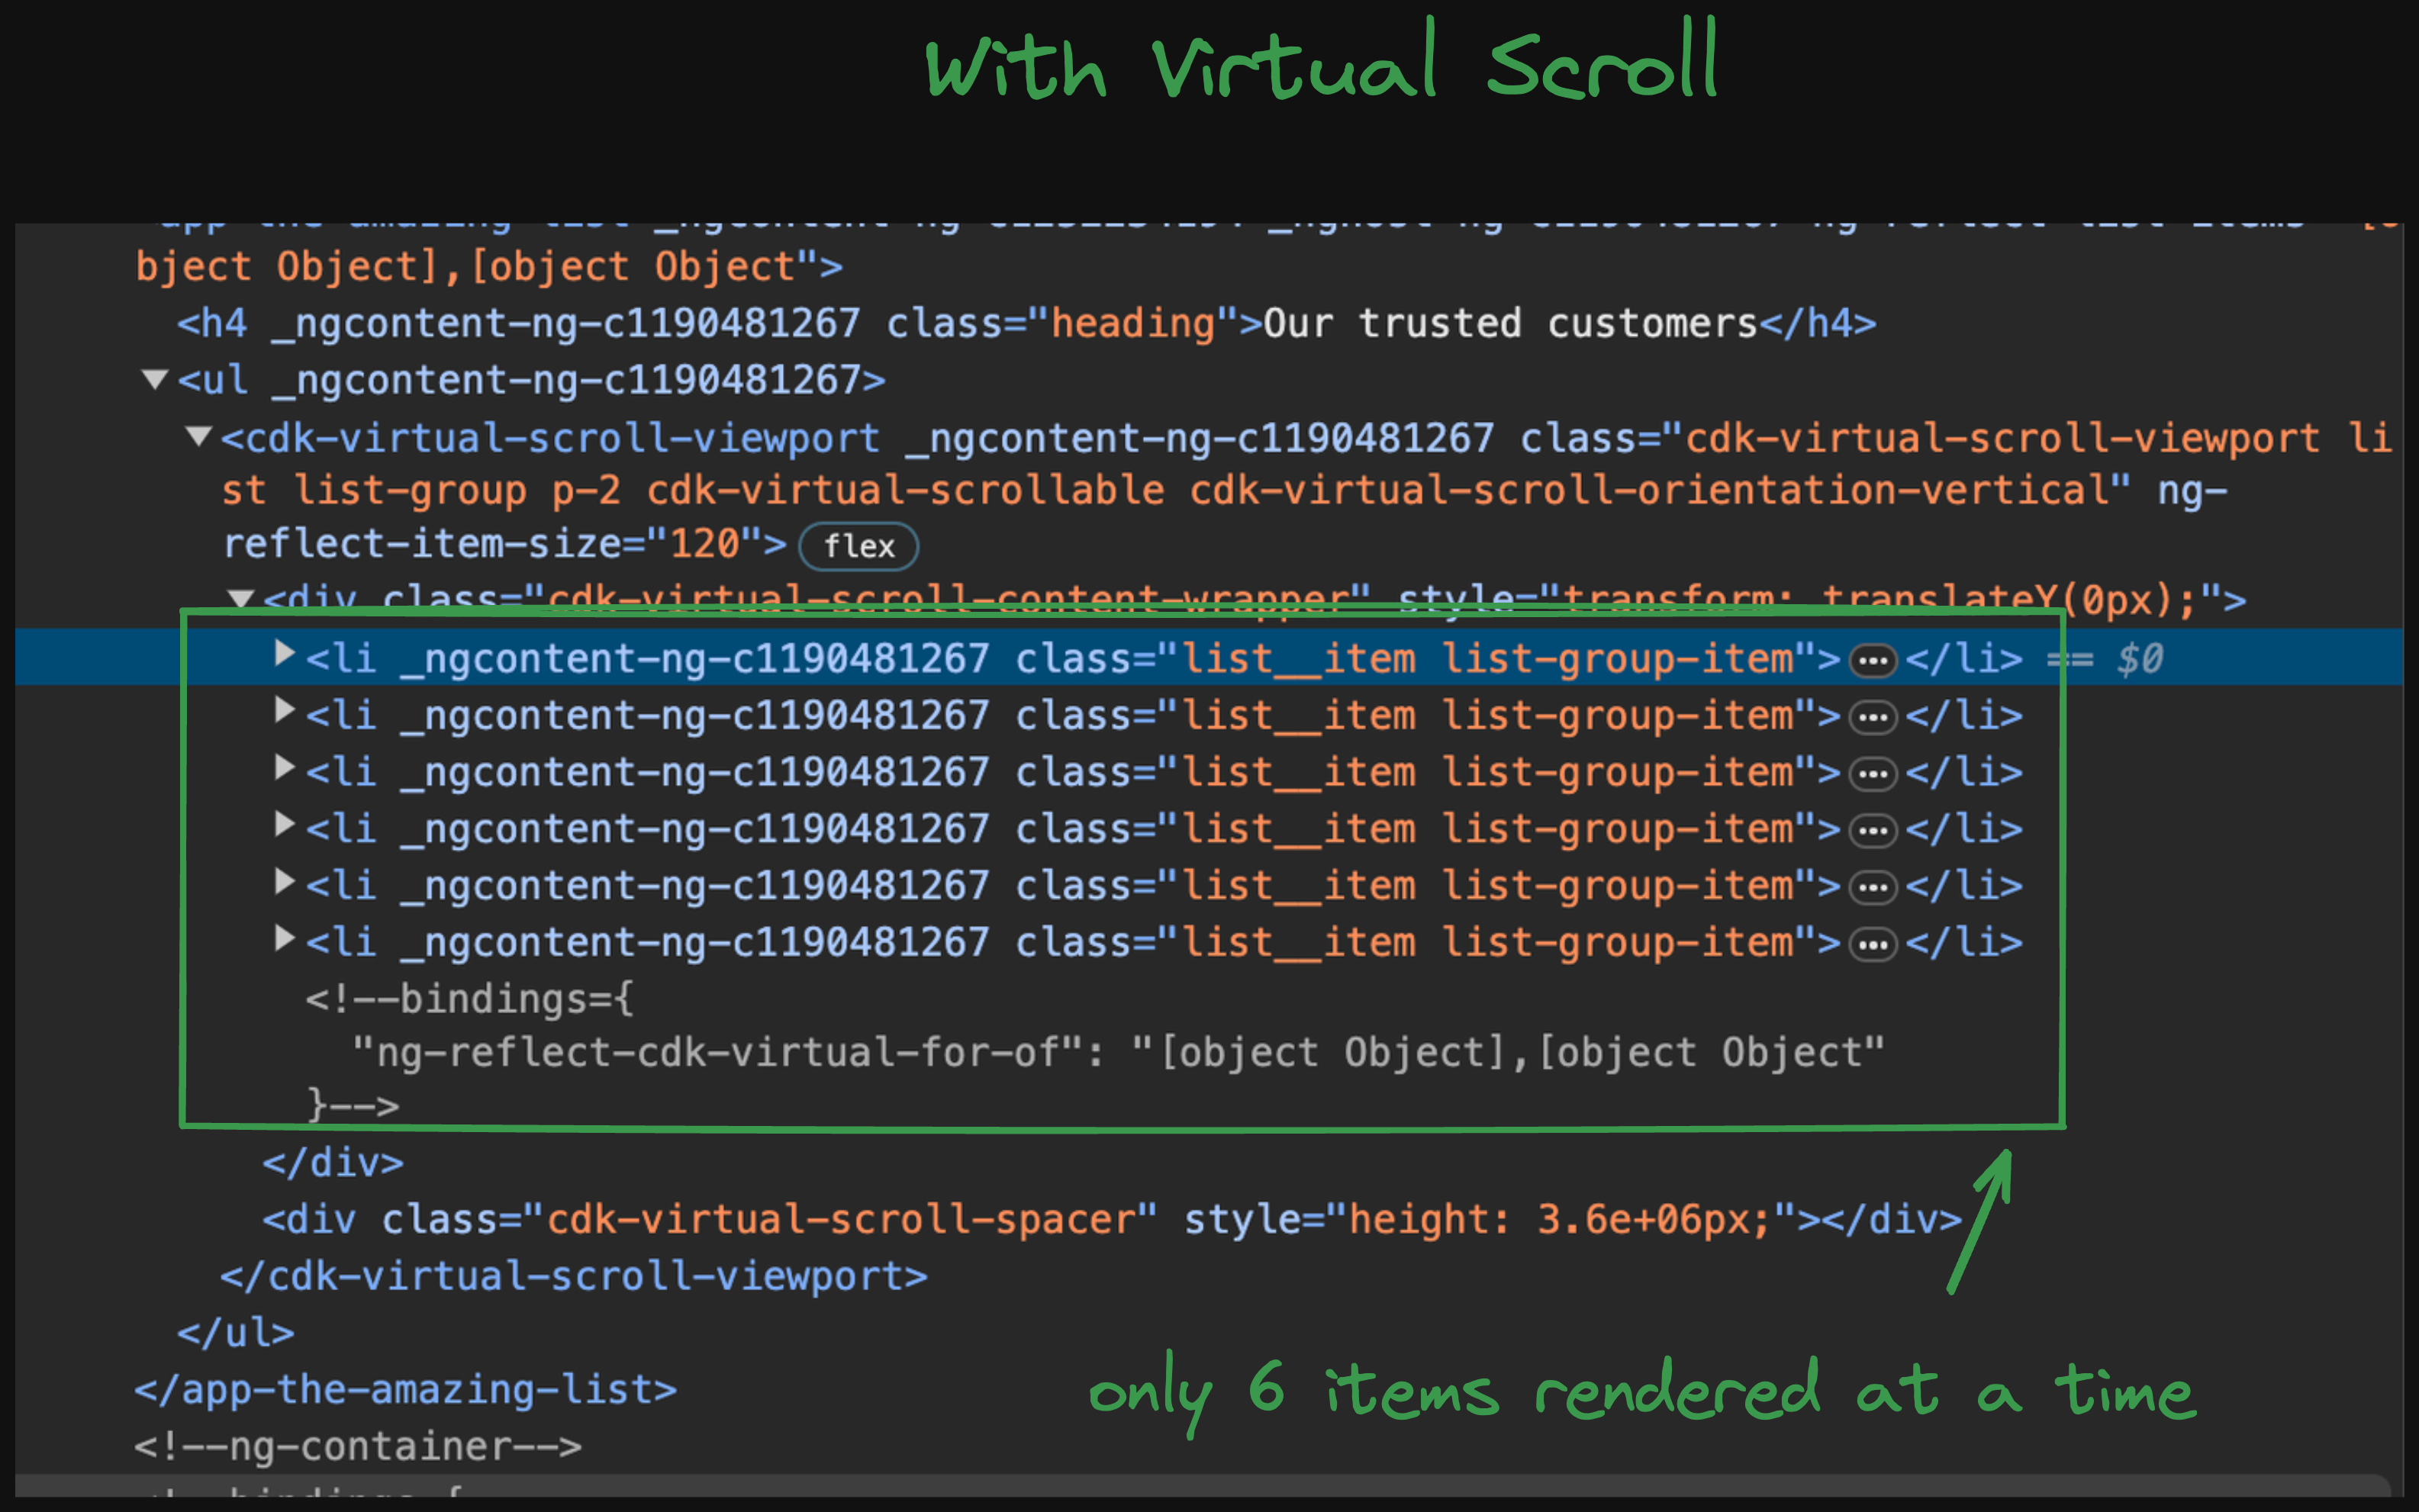 With Virtual Scroll
bject Object],[object Object">
<h4 _ngcontent-ng-c1190481267 class="heading">Our trusted customers</h4>
<ul _ngcontent-ng-c1190481267>
<cdk-virtual-scroll-viewport _ngcontent-ng-c1190481267 class="cdk-virtual-scroll-viewport li
st list-group p-2 cdk-virtual-scrollable cdk-virtual-scroll-orientation-vertical" ng-
reflect-item-size="120"> flex
<div class="cdk-virtual-scroll-content-wrapper" style="transform: translateY(0px);">
<li _ngcontent-ng-c1190481267 class="list__item list-group-item">…</li> == $0
<li _ngcontent-ng-c1190481267 class="list__item list-group-item">…</li>
<li _ngcontent-ng-c1190481267 class="list__item list-group-item">…</li>
<li _ngcontent-ng-c1190481267 class="list__item list-group-item">…</li>
<li _ngcontent-ng-c1190481267 class="list__item list-group-item">…</li>
<li _ngcontent-ng-c1190481267 class="list__item list-group-item">…</li>
<!--bindings={
"ng-reflect-cdk-virtual-for-of": "[object Object],[object Object"
}-->
</div>
<div class="cdk-virtual-scroll-spacer" style="height: 3.6e+06px;"></div>
</cdk-virtual-scroll-viewport>
</ul>
</app-the-amazing-list>
only 6 items rendered at a time
<!--ng-container-->